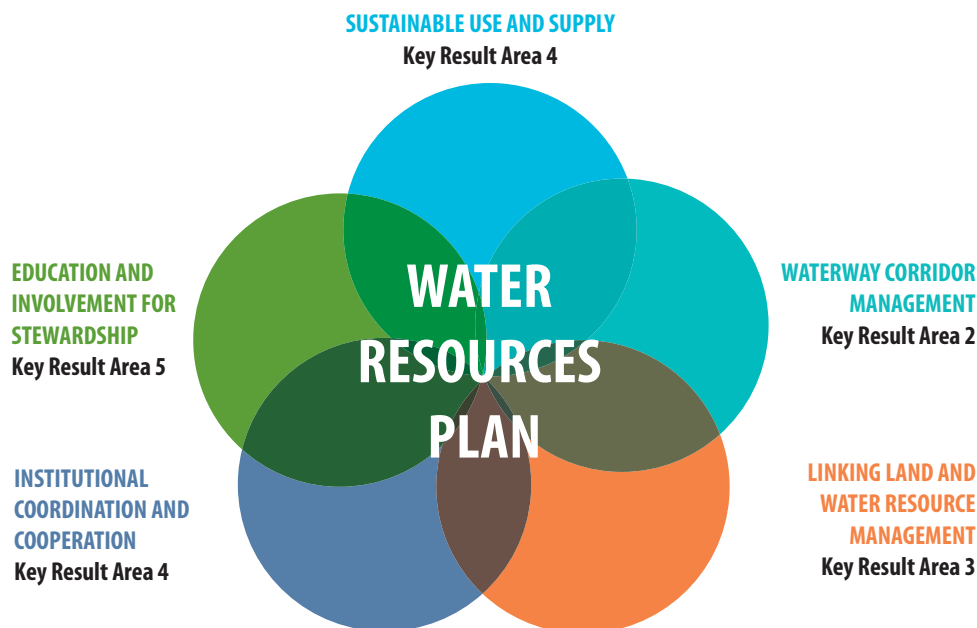 SUSTAINABLE USE AND SUPPLY
Key Result Area 4
EDUCATION AND
INVOLVEMENT FOR
STEWARDSHIP
Key Result Area 5
WATER
RESOURCES
PLAN
WATERWAY CORRIDOR
MANAGEMENT
Key Result Area 2
INSTITUTIONAL
COORDINATION AND
COOPERATION
Key Result Area 4
LINKING LAND AND
WATER RESOURCE
MANAGEMENT
Key Result Area 3